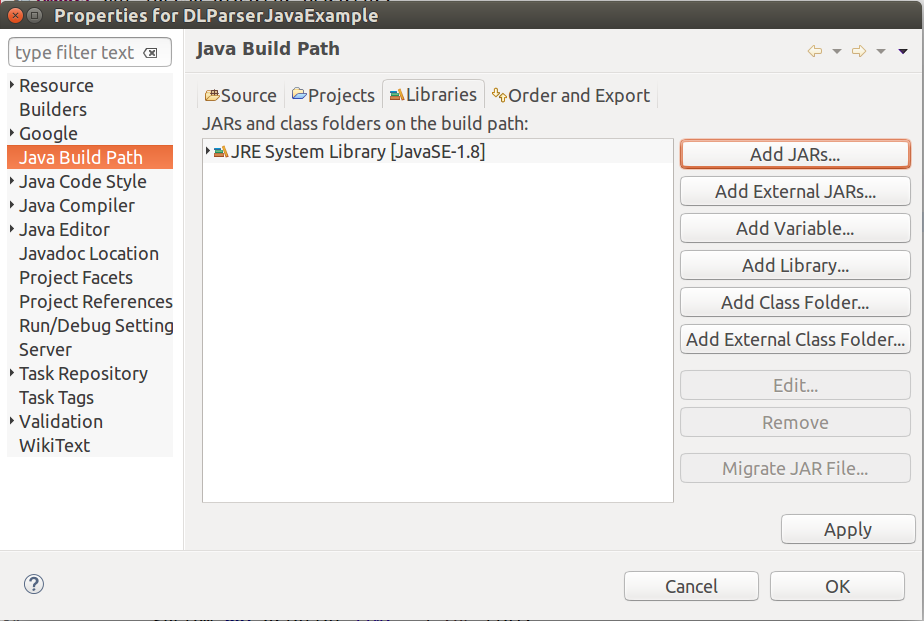 Properties for DLParserJavaExample
type filter text
Resource
Builders
Google
Java Build Path
Java Code Style
Java Compiler
Java Editor
Javadoc Location
Project Facets
Project References
Run/Debug Setting
Server
Task Repository
Task Tags
Validation
WikiText
Java Build Path
Source Projects Libraries Order and Export
JARs and class folders on the build path:
JRE System Library [JavaSE-1.8]
Add JARs...
Add External JARs...
Add Variable...
Add Library...
Add Class Folder...
Add External Class Folder...
Edit...
Remove
Migrate JAR File...
Apply
?
Cancel OK